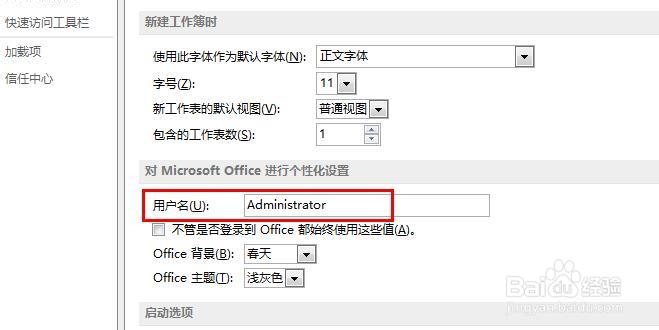 快速访问工具栏
加载项
信任中心
新建工作簿时
使用此字体作为默认字体(N): 正文字体
字号(Z): 11
新工作表的默认视图(V): 普通视图
包含的工作表数(S): 1
对 Microsoft Office 进行个性化设置
用户名(U): Administrator
不管是否登录到 Office 都始终使用这些值(A)。
Office 背景(B): 春天
Office 主题(T): 浅灰色
启动选项
Baidu 经验
jingyan.baidu.com